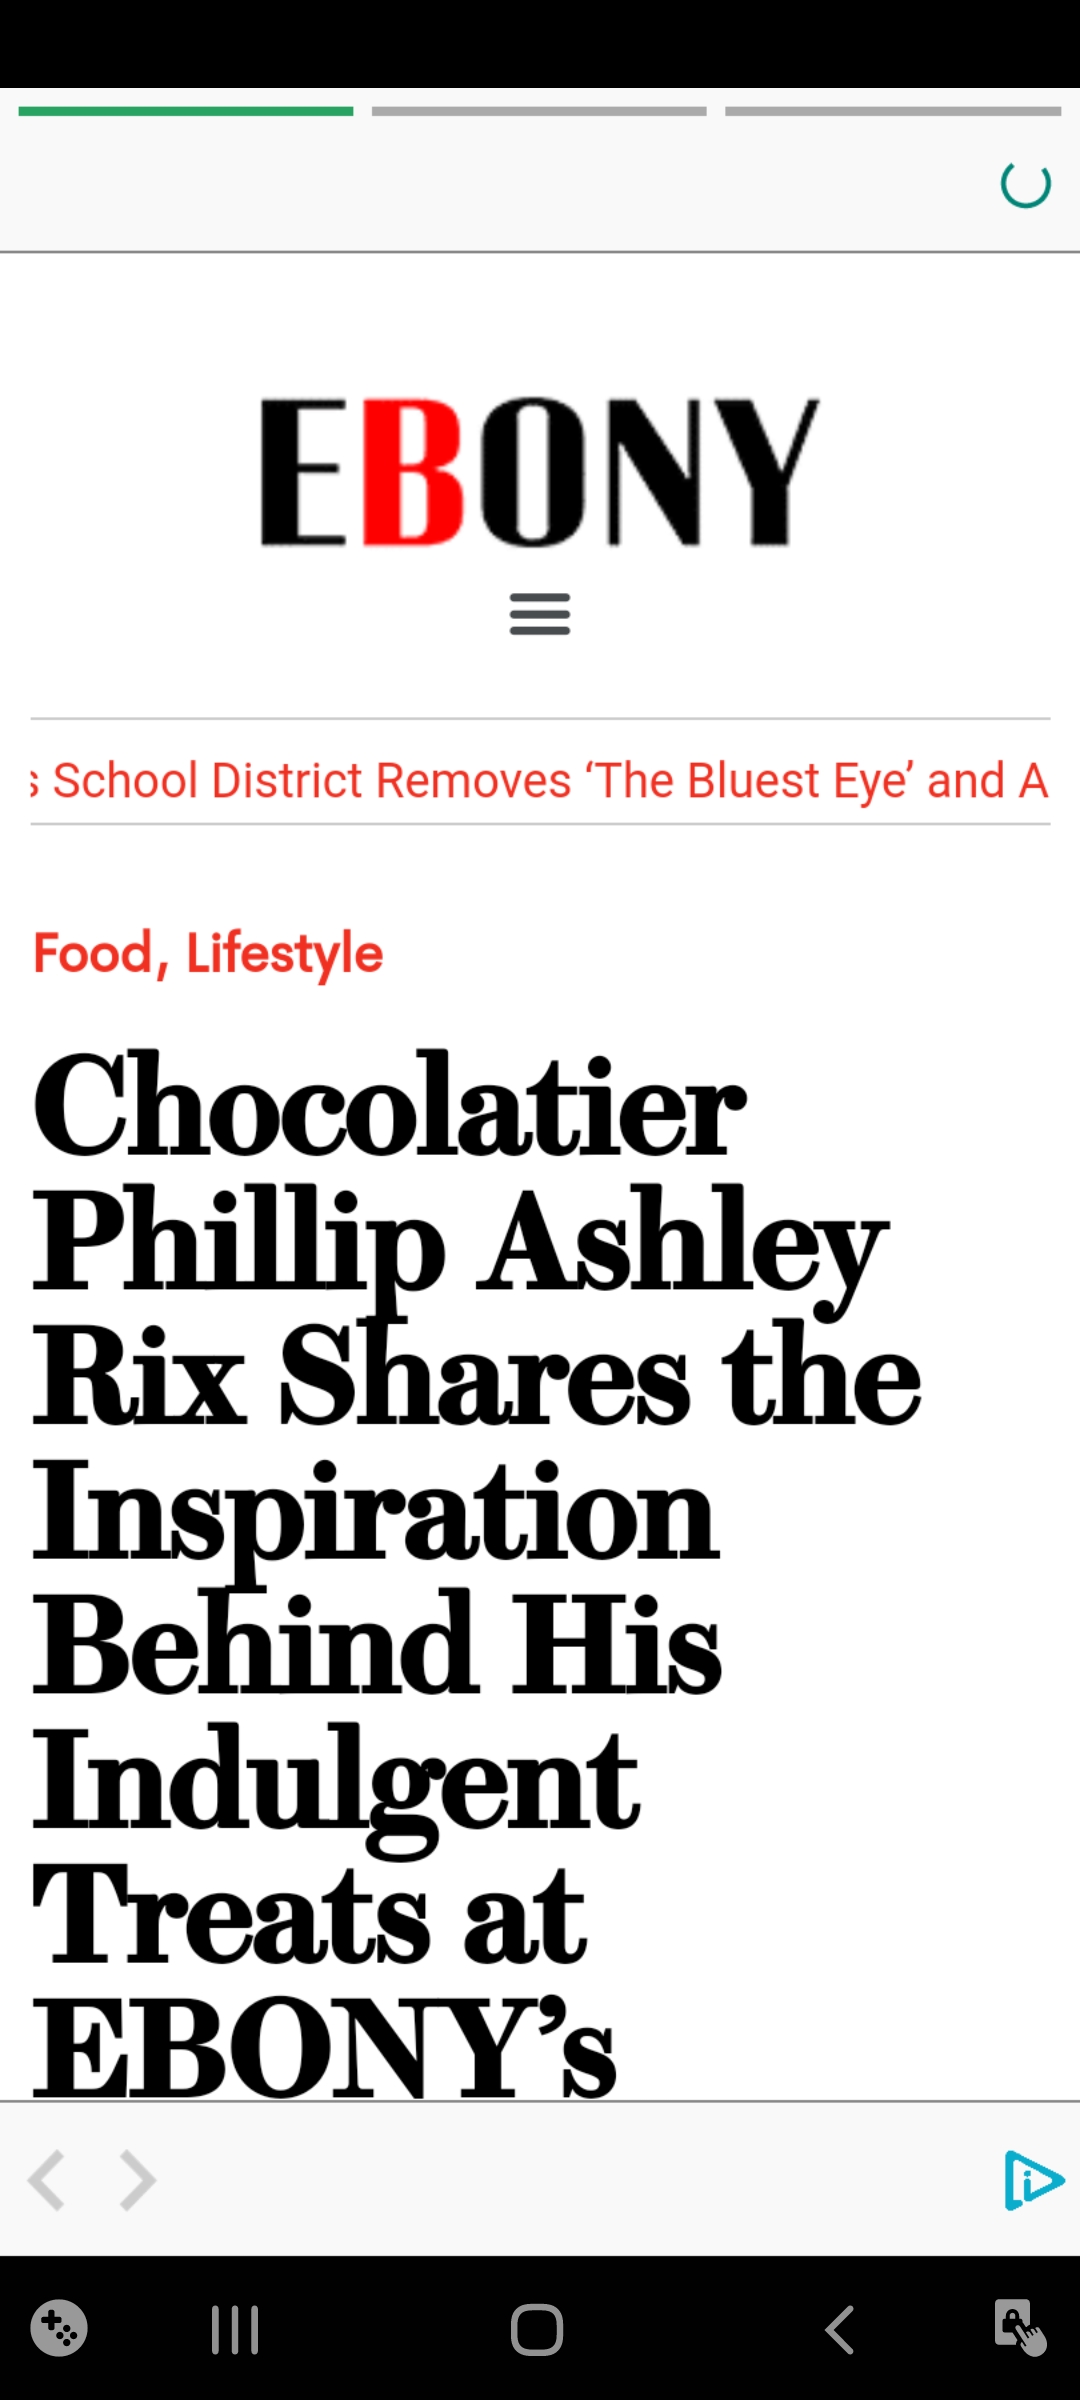 EBONY
School District Removes ‘The Bluest Eye’ and A
Food, Lifestyle
Chocolatier
Phillip Ashley
Rix Shares the
Inspiration
Behind His
Indulgent
Treats at
EBONY’s